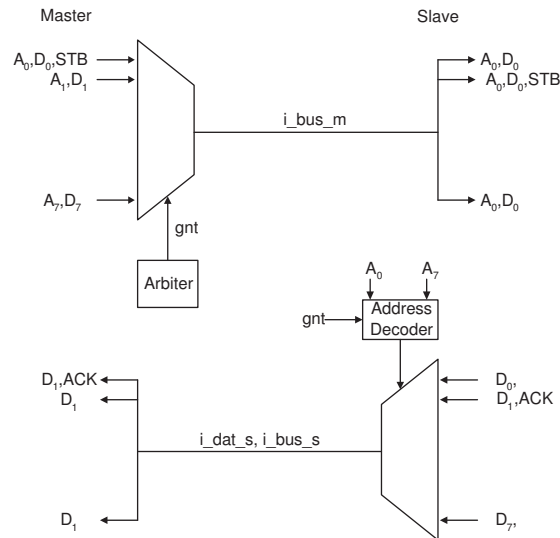 Master
Slave
A₀,D₀,STB
A₁,D₁
A₇,D₇
i_bus_m
A₀,D₀
A₀,D₀,STB
A₀,D₀
gnt
Arbiter
A₀
A₇
gnt
Address
Decoder
D₁,ACK
D₁
D₁
i_dat_s, i_bus_s
D₀,
D₁,ACK
D₇,